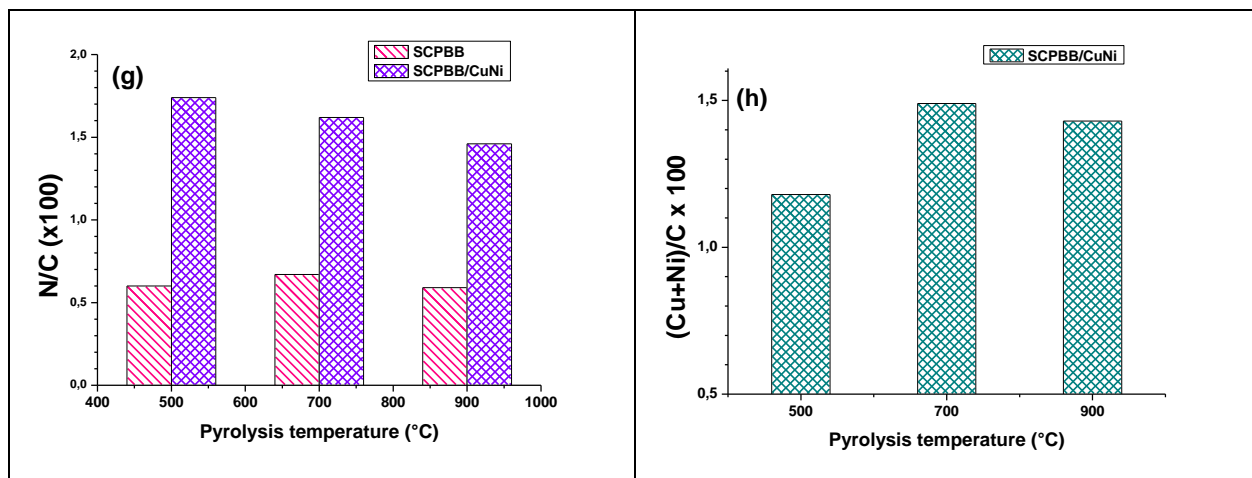 (g)
SCPBB
SCPBB/CuNi
2,0
1,5
1,0
0,5
0,0
N/C (x100)
400 500 600 700 800 900 1000
Pyrolysis temperature (°C)
(h)
SCPBB/CuNi
1,5
1,0
0,5
(Cu+Ni)/C x 100
500 700 900
Pyrolysis temperature (°C)